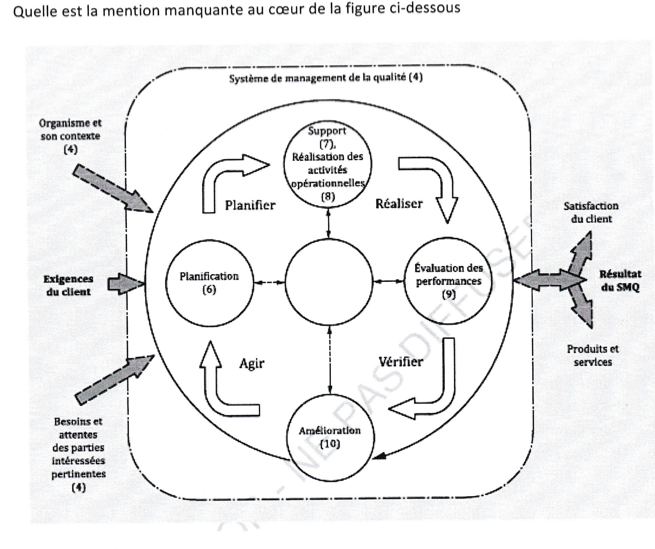 Quelle est la mention manquante au cœur de la figure ci-dessous
Système de management de la qualité (4)
Organisme et
son contexte
(4)
Support
(7),
Réalisation des
activités
opérationnelles
(8)
Planifier
Réaliser
Satisfaction
du client
Exigences
du client
Planification
(6)
Évaluation des
performances
(9)
Résultat
du SMQ
Agir
Vérifier
Produits et
services
Besoins et
attentes
des parties
intéressées
pertinentes
(4)
Amélioration
(10)
- NE PAS DIFFUSER